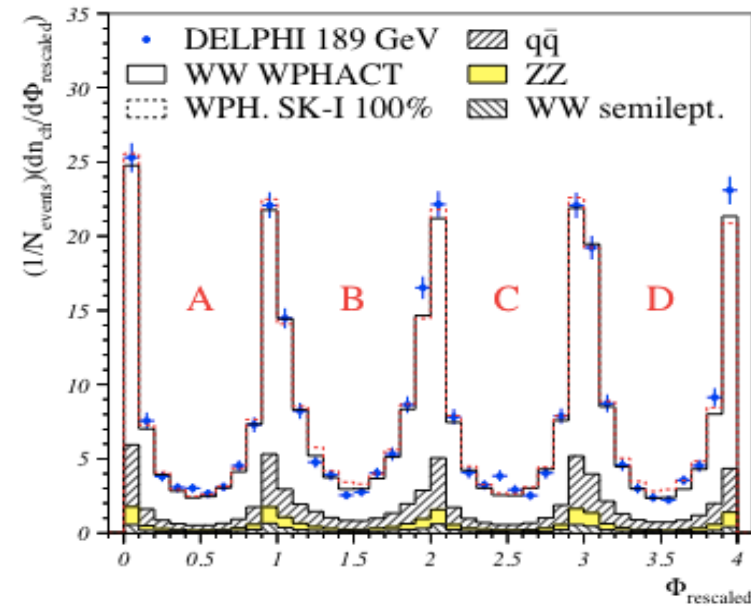 35
30
25
20
15
10
5
0
(1/N_events)(dn_ch/dΦ_rescaled)
DELPHI 189 GeV
WW WPHACT
WPH. SK-I 100%
qq̄
ZZ
WW semilept.
A B C D
0 0.5 1 1.5 2 2.5 3 3.5 4
Φ_rescaled